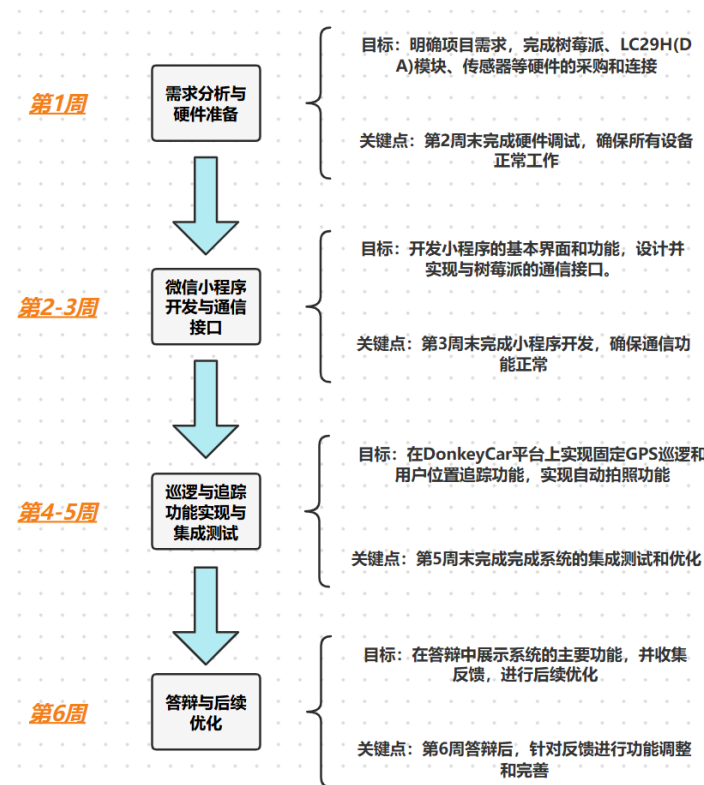 目标：明确项目需求，完成树莓派、LC29H(D
A)模块、传感器等硬件的采购和连接
第1周
需求分析与
硬件准备
关键点：第2周末完成硬件调试，确保所有设备
正常工作
目标：开发小程序的基本界面和功能，设计并
实现与树莓派的通信接口。
第2-3周
微信小程序
开发与通信
接口
关键点：第3周末完成小程序开发，确保通信功
能正常
目标：在DonkeyCar平台上实现固定GPS巡逻和
用户位置追踪功能，实现自动拍照功能
第4-5周
巡逻与追踪
功能实现与
集成测试
关键点：第5周末完成完成系统的集成测试和优化
目标：在答辩中展示系统的主要功能，并收集
反馈，进行后续优化
第6周
答辩与后续
优化
关键点：第6周答辩后，针对反馈进行功能调整
和完善